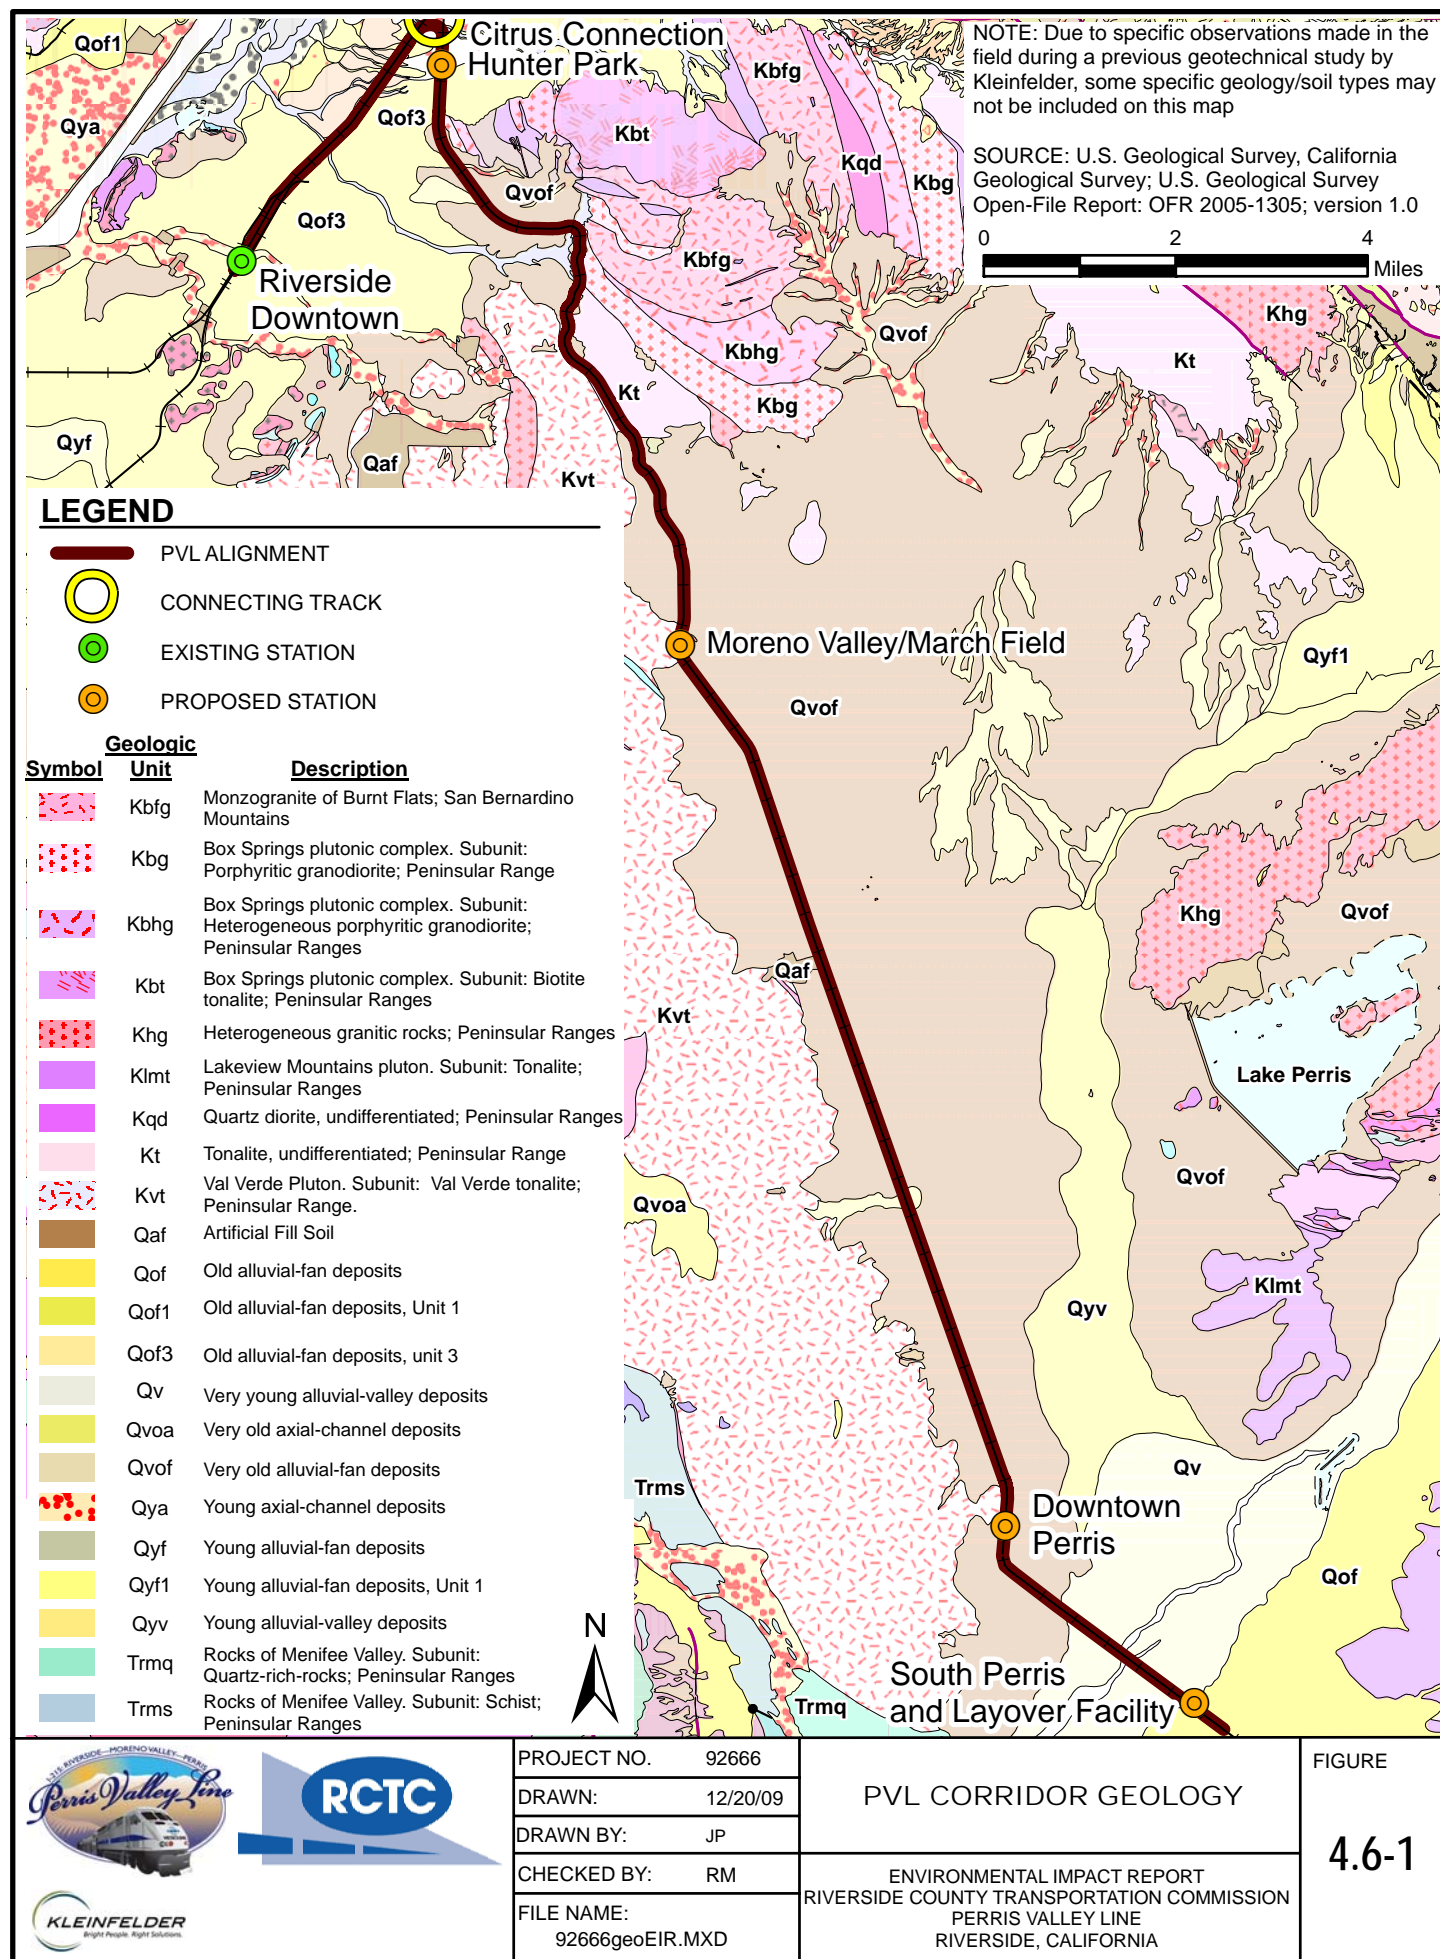 Qof1
Citrus Connection
Hunter Park
Qya
Qof3
Kbt
Kbfg
Kqd
Kbg
Qvof
Qof3
Kbfg
NOTE: Due to specific observations made in the
field during a previous geotechnical study by
Kleinfelder, some specific geology/soil types may
not be included on this map
SOURCE: U.S. Geological Survey, California
Geological Survey; U.S. Geological Survey
Open-File Report: OFR 2005-1305; version 1.0
0 2 4
Miles
Riverside
Downtown
Kbhg
Qvof
Khg
Kt
Kt
Kbg
Qyf
Qaf
Kvt
LEGEND
PVL ALIGNMENT
CONNECTING TRACK
EXISTING STATION
PROPOSED STATION
Moreno Valley/March Field
Qyf1
Qvof
Geologic
Symbol Unit Description
Kbfg Monzogranite of Burnt Flats; San Bernardino
Mountains
Kbg Box Springs plutonic complex. Subunit:
Porphyritic granodiorite; Peninsular Range
Kbhg Box Springs plutonic complex. Subunit:
Heterogeneous porphyritic granodiorite;
Peninsular Ranges
Kbt Box Springs plutonic complex. Subunit: Biotite
tonalite; Peninsular Ranges
Khg Heterogeneous granitic rocks; Peninsular Ranges
Klmt Lakeview Mountains pluton. Subunit: Tonalite;
Peninsular Ranges
Kqd Quartz diorite, undifferentiated; Peninsular Ranges
Kt Tonalite, undifferentiated; Peninsular Range
Kvt Val Verde Pluton. Subunit: Val Verde tonalite;
Peninsular Range.
Qaf Artificial Fill Soil
Qof Old alluvial-fan deposits
Qof1 Old alluvial-fan deposits, Unit 1
Qof3 Old alluvial-fan deposits, unit 3
Qv Very young alluvial-valley deposits
Qvoa Very old axial-channel deposits
Qvof Very old alluvial-fan deposits
Qya Young axial-channel deposits
Qyf Young alluvial-fan deposits
Qyf1 Young alluvial-fan deposits, Unit 1
Qyv Young alluvial-valley deposits
Trmq Rocks of Menifee Valley. Subunit:
Quartz-rich-rocks; Peninsular Ranges
Trms Rocks of Menifee Valley. Subunit: Schist;
Peninsular Ranges
Khg
Qvof
Qaf
Kvt
Lake Perris
Qvof
Qvoa
Klmt
Qyv
Qv
Trms
Downtown
Perris
Qof
N
South Perris
and Layover Facility
Trmq
I-215: RIVERSIDE - MORENO VALLEY - PERRIS
Perris Valley Line
RCTC
KLEINFELDER
Bright People. Right Solutions.
PROJECT NO. 92666
DRAWN: 12/20/09
DRAWN BY: JP
CHECKED BY: RM
FILE NAME:
92666geoEIR.MXD
PVL CORRIDOR GEOLOGY
ENVIRONMENTAL IMPACT REPORT
RIVERSIDE COUNTY TRANSPORTATION COMMISSION
PERRIS VALLEY LINE
RIVERSIDE, CALIFORNIA
FIGURE
4.6-1